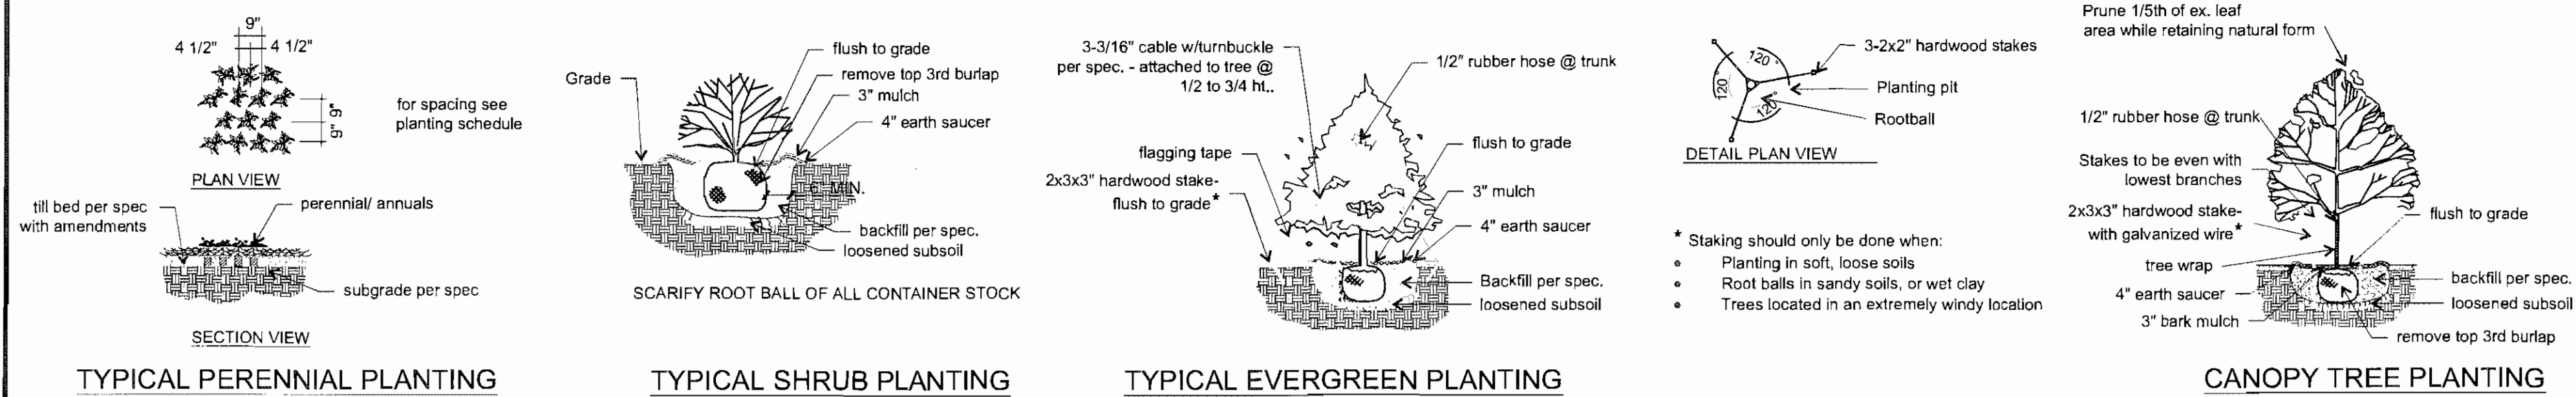 9"
4 1/2"
4 1/2"
9" 9"
for spacing see
planting schedule
PLAN VIEW
till bed per spec
with amendments
perennial/ annuals
subgrade per spec
SECTION VIEW
TYPICAL PERENNIAL PLANTING
Grade
flush to grade
remove top 3rd burlap
3" mulch
4" earth saucer
6" MIN.
backfill per spec.
loosened subsoil
SCARIFY ROOT BALL OF ALL CONTAINER STOCK
TYPICAL SHRUB PLANTING
3-3/16" cable w/turnbuckle
per spec. - attached to tree @
1/2 to 3/4 ht..
1/2" rubber hose @ trunk
flagging tape
2x3x3" hardwood stake-
flush to grade*
flush to grade
3" mulch
4" earth saucer
Backfill per spec.
loosened subsoil
TYPICAL EVERGREEN PLANTING
120°
120°
120°
3-2x2" hardwood stakes
Planting pit
Rootball
DETAIL PLAN VIEW
* Staking should only be done when:
• Planting in soft, loose soils
• Root balls in sandy soils, or wet clay
• Trees located in an extremely windy location
Prune 1/5th of ex. leaf
area while retaining natural form
1/2" rubber hose @ trunk
Stakes to be even with
lowest branches
2x3x3" hardwood stake-
with galvanized wire*
tree wrap
4" earth saucer
3" bark mulch
flush to grade
backfill per spec.
loosened subsoil
remove top 3rd burlap
CANOPY TREE PLANTING